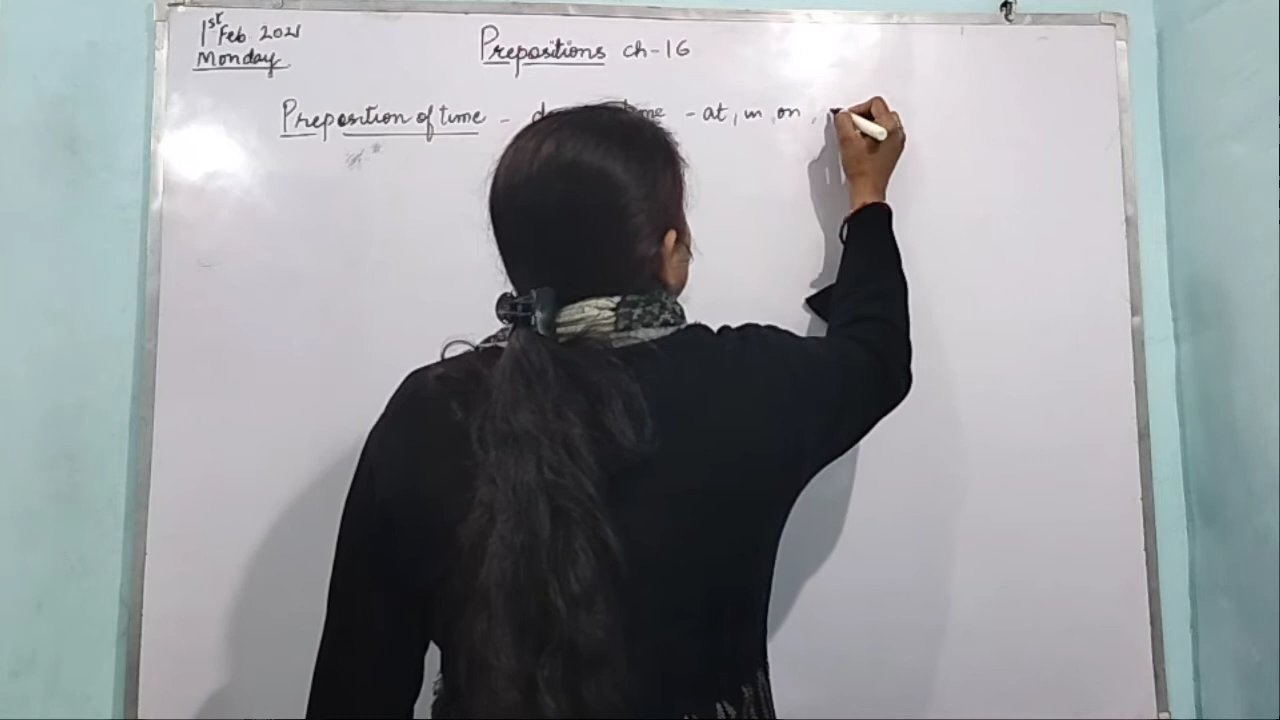 1st Feb 2021
Monday
Prepositions ch-16
Preposition of time - - at, in, on,